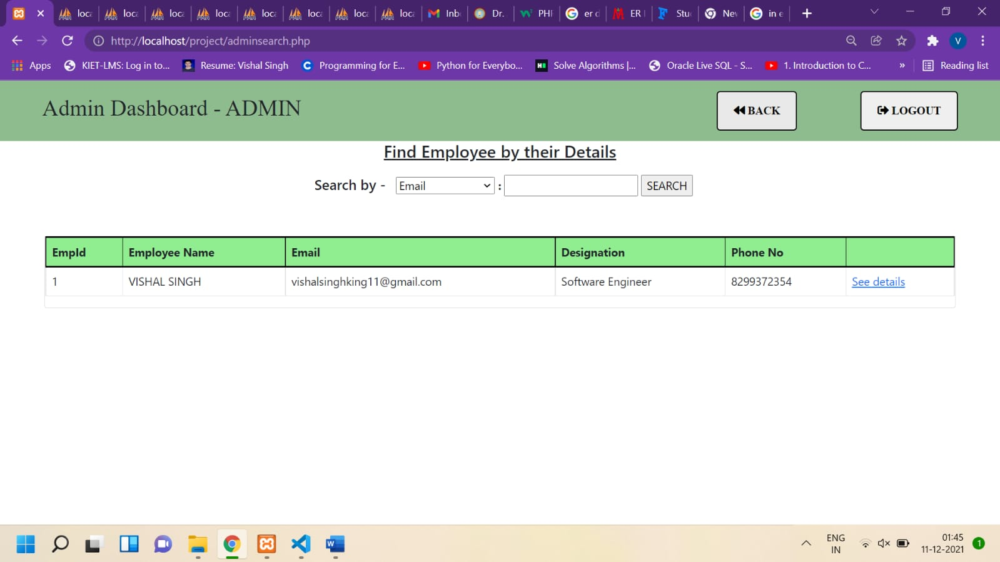 loca loca loca loca loca loca loca loca Inb Dr. PHP er d ER Stu Nev in e
http://localhost/project/adminsearch.php
V
Apps KIET-LMS: Log in to... Resume: Vishal Singh Programming for E... Python for Everybo... Solve Algorithms |... Oracle Live SQL - S... 1. Introduction to C... » Reading list
Admin Dashboard - ADMIN
BACK
LOGOUT
Find Employee by their Details
Search by - Email : SEARCH
EmpId Employee Name Email Designation Phone No
1 VISHAL SINGH vishalsinghking11@gmail.com Software Engineer 8299372354 See details
ENG 01:45
IN 11-12-2021 1